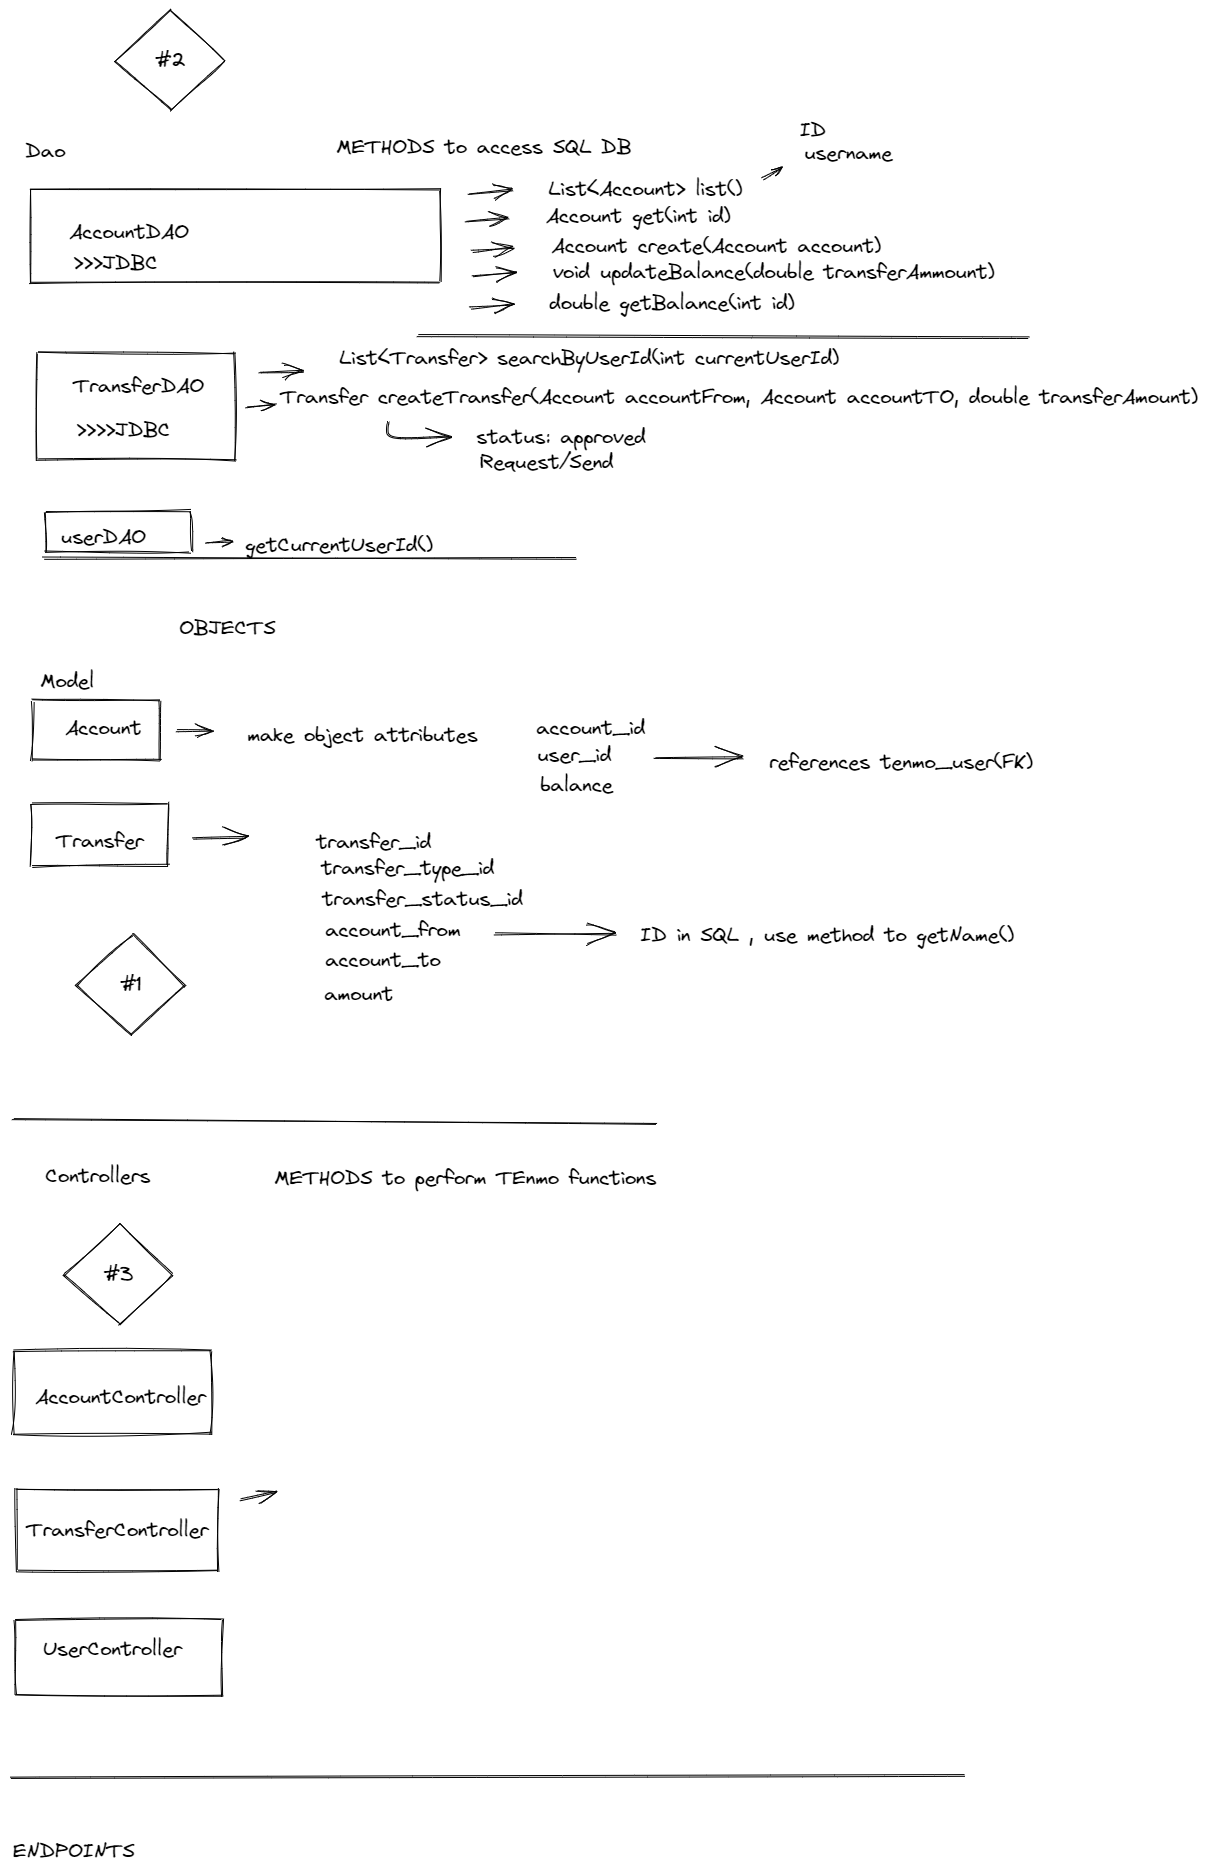 #2
Dao
METHODS to access SQL DB
ID
username
AccountDAO
>>>JDBC
List<Account> list()
Account get(int id)
Account create(Account account)
void updateBalance(double transferAmmount)
double getBalance(int id)
TransferDAO
>>>>JDBC
List<Transfer> searchByUserId(int currentUserId)
Transfer createTransfer(Account accountFrom, Account accountTO, double transferAmount)
status: approved
Request/Send
userDAO
getCurrentUserId()
OBJECTS
Model
Account
make object attributes
account_id
user_id
balance
references tenmo_user(FK)
Transfer
transfer_id
transfer_type_id
transfer_status_id
account_from
account_to
amount
ID in SQL , use method to getName()
#1
Controllers
METHODS to perform TEnmo functions
#3
AccountController
TransferController
UserController
ENDPOINTS